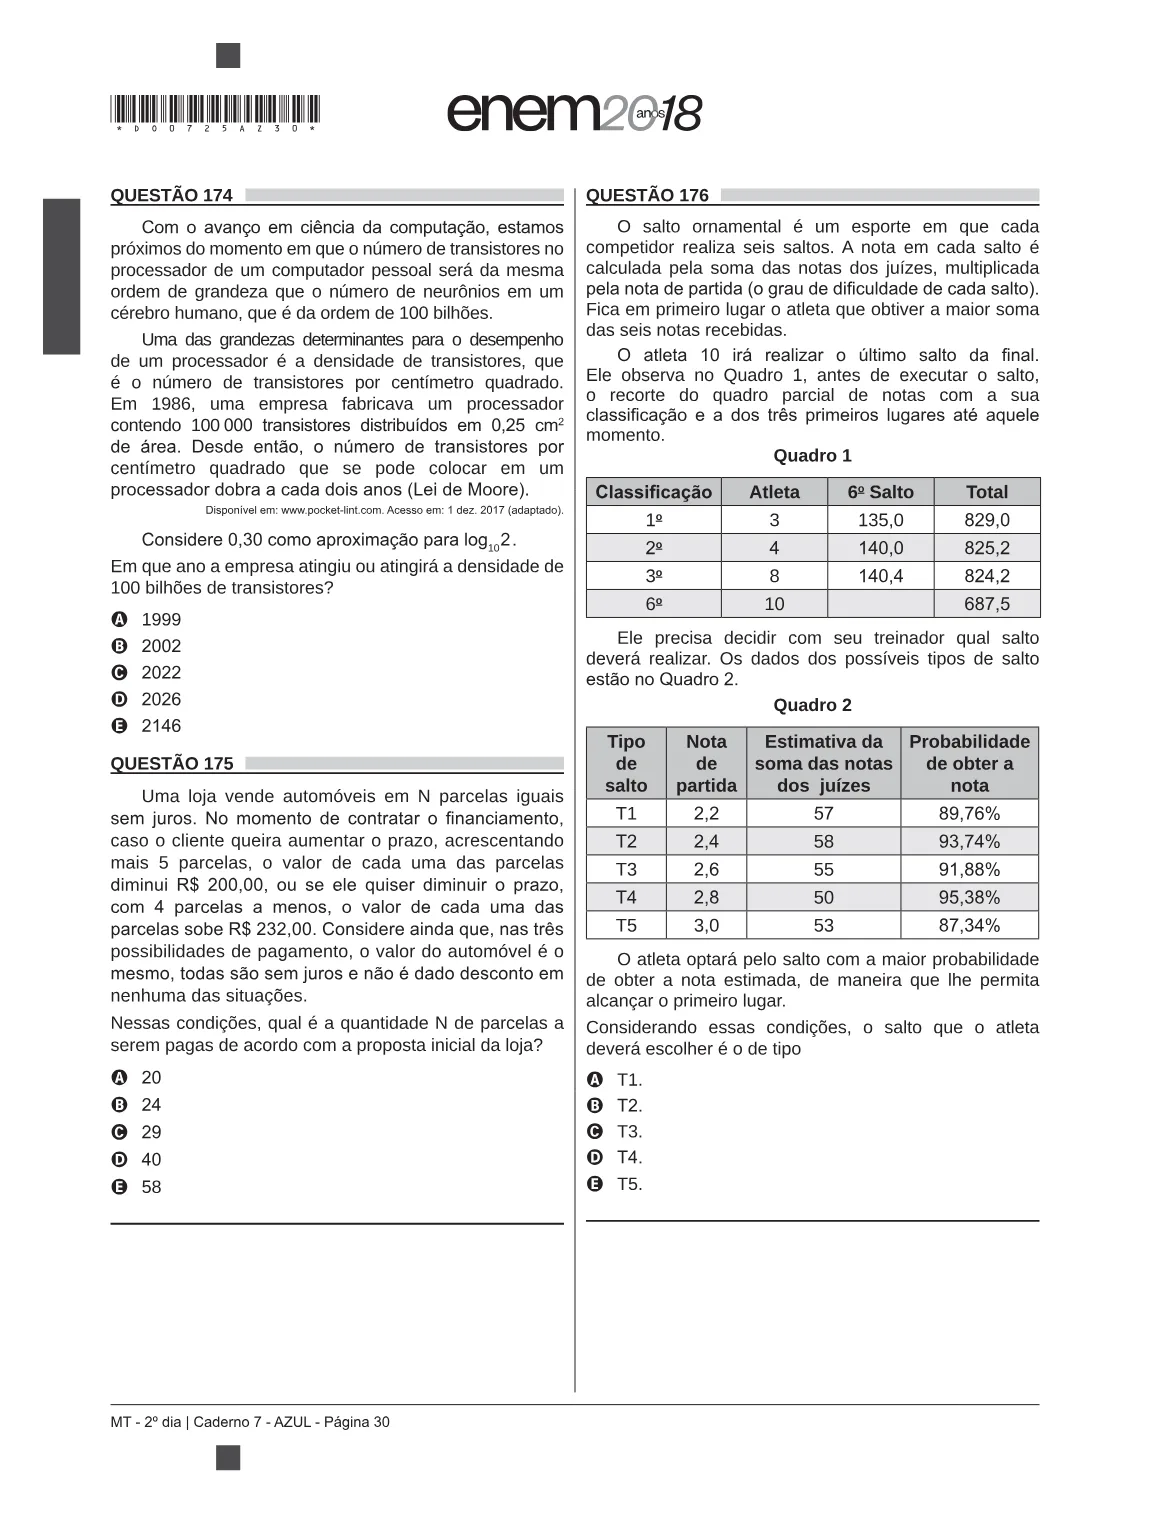 *DO0725AZ30*
enem2018
anos
QUESTÃO 174
Com o avanço em ciência da computação, estamos
próximos do momento em que o número de transistores no
processador de um computador pessoal será da mesma
ordem de grandeza que o número de neurônios em um
cérebro humano, que é da ordem de 100 bilhões.
Uma das grandezas determinantes para o desempenho
de um processador é a densidade de transistores, que
é o número de transistores por centímetro quadrado.
Em 1986, uma empresa fabricava um processador
contendo 100 000 transistores distribuídos em 0,25 cm²
de área. Desde então, o número de transistores por
centímetro quadrado que se pode colocar em um
processador dobra a cada dois anos (Lei de Moore).
Disponível em: www.pocket-lint.com. Acesso em: 1 dez. 2017 (adaptado).
Considere 0,30 como aproximação para log₁₀2.
Em que ano a empresa atingiu ou atingirá a densidade de
100 bilhões de transistores?
A 1999
B 2002
C 2022
D 2026
E 2146
QUESTÃO 175
Uma loja vende automóveis em N parcelas iguais
sem juros. No momento de contratar o financiamento,
caso o cliente queira aumentar o prazo, acrescentando
mais 5 parcelas, o valor de cada uma das parcelas
diminui R$ 200,00, ou se ele quiser diminuir o prazo,
com 4 parcelas a menos, o valor de cada uma das
parcelas sobe R$ 232,00. Considere ainda que, nas três
possibilidades de pagamento, o valor do automóvel é o
mesmo, todas são sem juros e não é dado desconto em
nenhuma das situações.
Nessas condições, qual é a quantidade N de parcelas a
serem pagas de acordo com a proposta inicial da loja?
A 20
B 24
C 29
D 40
E 58
QUESTÃO 176
O salto ornamental é um esporte em que cada
competidor realiza seis saltos. A nota em cada salto é
calculada pela soma das notas dos juízes, multiplicada
pela nota de partida (o grau de dificuldade de cada salto).
Fica em primeiro lugar o atleta que obtiver a maior soma
das seis notas recebidas.
O atleta 10 irá realizar o último salto da final.
Ele observa no Quadro 1, antes de executar o salto,
o recorte do quadro parcial de notas com a sua
classificação e a dos três primeiros lugares até aquele
momento.
Quadro 1
Classificação Atleta 6º Salto Total
1º 3 135,0 829,0
2º 4 140,0 825,2
3º 8 140,4 824,2
6º 10 687,5
Ele precisa decidir com seu treinador qual salto
deverá realizar. Os dados dos possíveis tipos de salto
estão no Quadro 2.
Quadro 2
Tipo Nota Estimativa da Probabilidade
de de soma das notas de obter a
salto partida dos juízes nota
T1 2,2 57 89,76%
T2 2,4 58 93,74%
T3 2,6 55 91,88%
T4 2,8 50 95,38%
T5 3,0 53 87,34%
O atleta optará pelo salto com a maior probabilidade
de obter a nota estimada, de maneira que lhe permita
alcançar o primeiro lugar.
Considerando essas condições, o salto que o atleta
deverá escolher é o de tipo
A T1.
B T2.
C T3.
D T4.
E T5.
MT - 2º dia | Caderno 7 - AZUL - Página 30